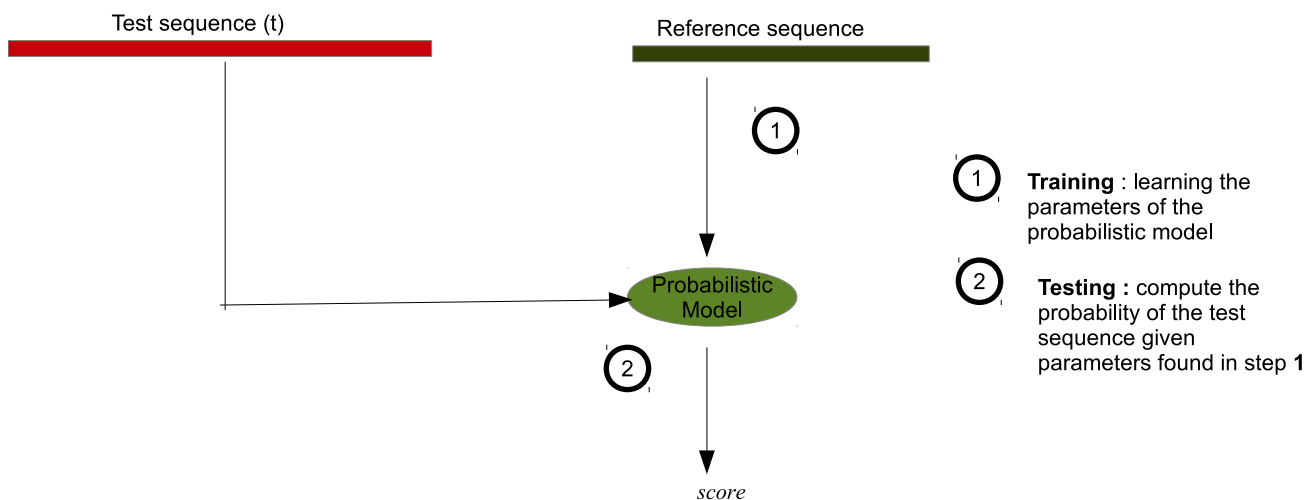 Test sequence (t)
Reference sequence
1
1
Training : learning the
parameters of the
probabilistic model
2
Testing : compute the
probability of the test
sequence given
parameters found in step 1
Probabilistic
Model
2
score